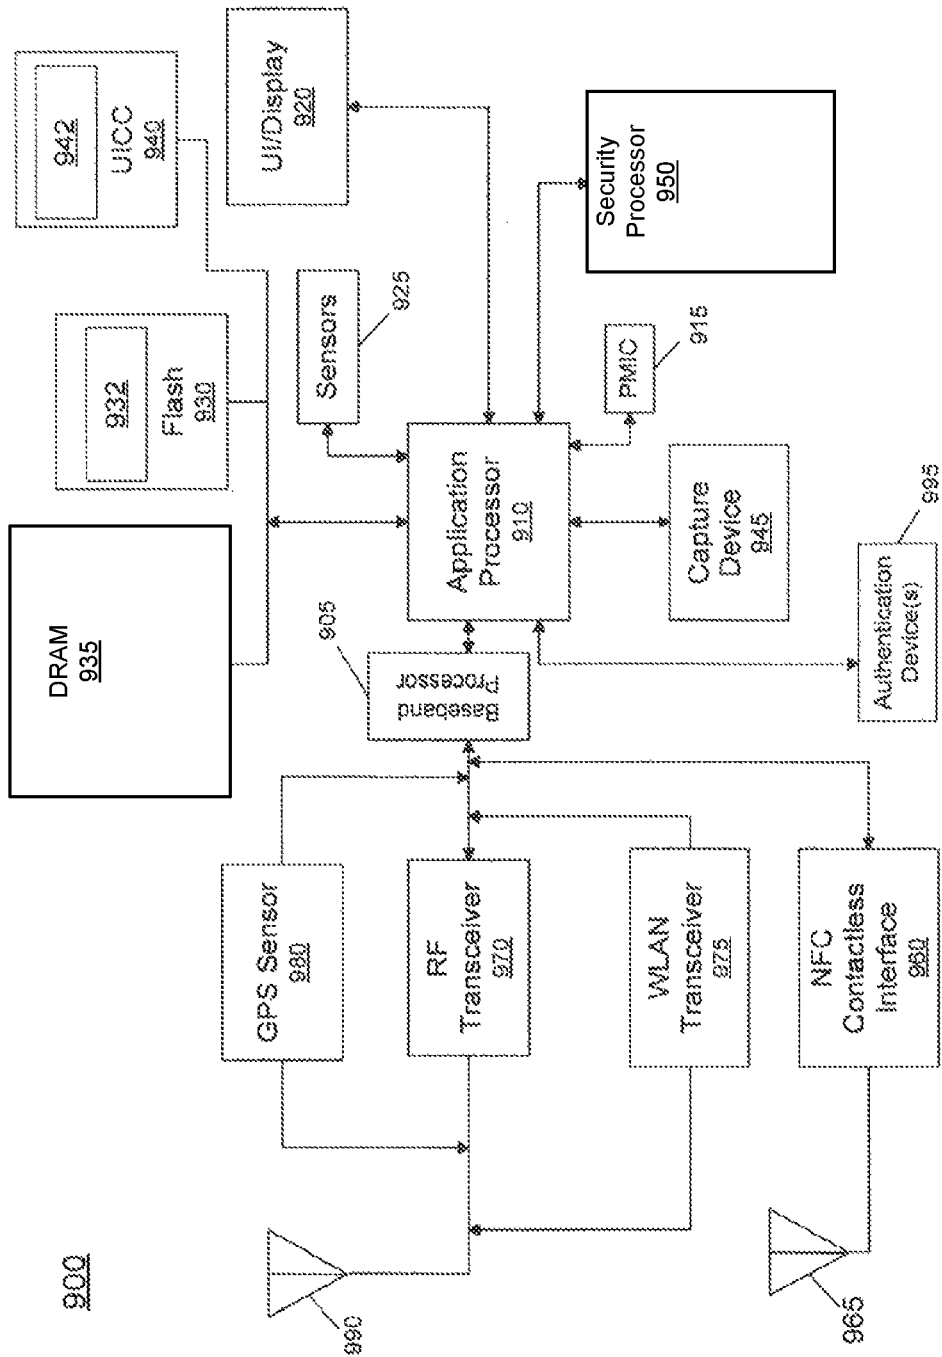 900
990
965
GPS Sensor
980
RF
Transceiver
970
WLAN
Transceiver
975
NFC
Contactless
Interface
960
DRAM
935
905
Baseband
Processor
Application
Processor
910
Authentication
Device(s)
995
Capture
Device
945
932
Flash
930
Sensors
925
PMIC
915
942
UICC
940
UI/Display
920
Security
Processor
950